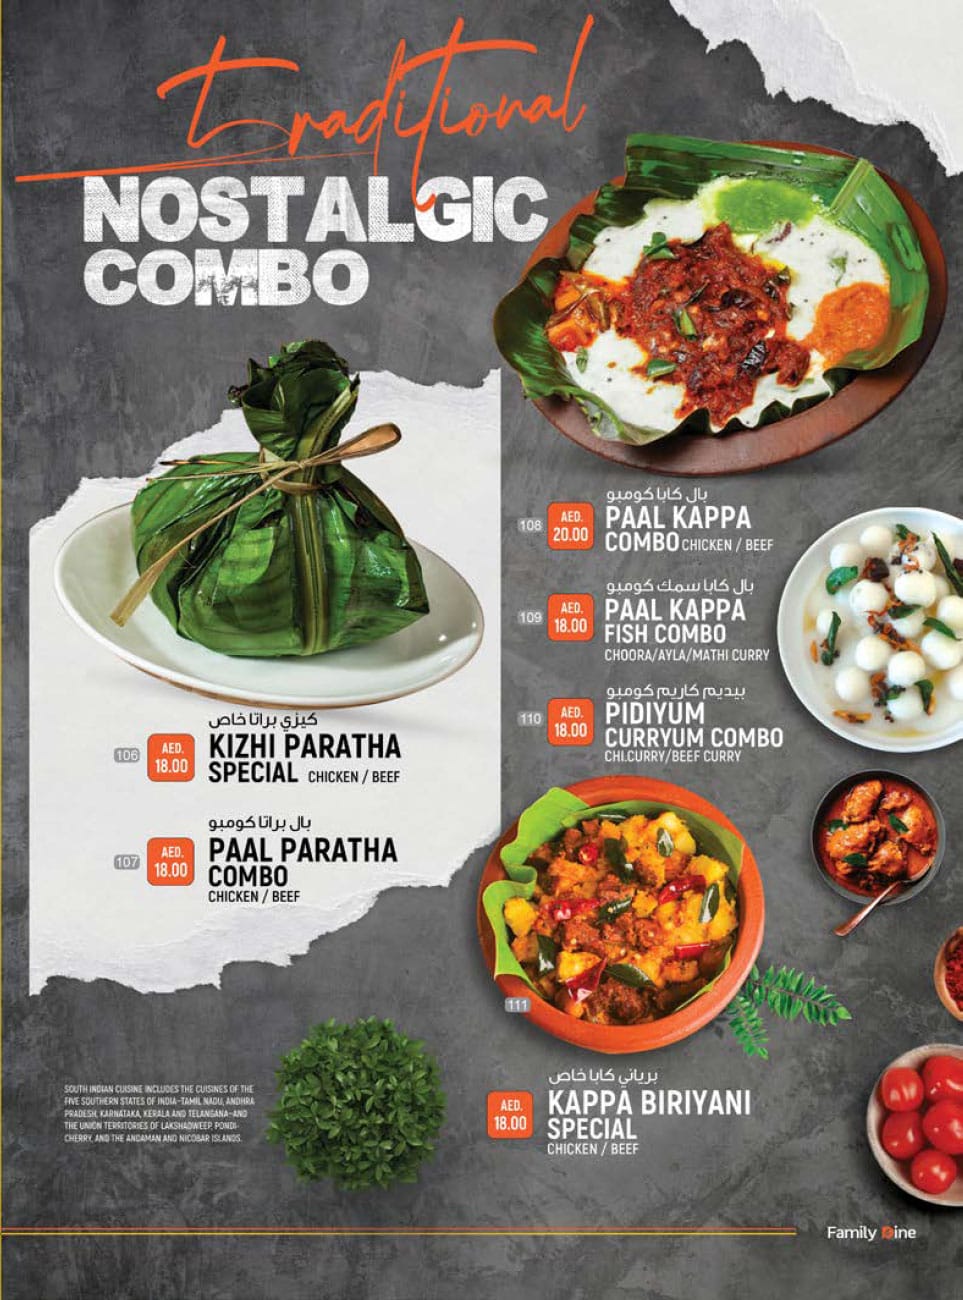 traditional
NOSTALGIC
COMBO
بال كابا كومبو
108
AED.
20.00
PAAL KAPPA
COMBO CHICKEN / BEEF
بال كابا سمك كومبو
109
AED.
18.00
PAAL KAPPA
FISH COMBO
CHOORA/AYLA/MATHI CURRY
بيديم كاريم كومبو
110
AED.
18.00
PIDIYUM
CURRYUM COMBO
CHI.CURRY/BEEF CURRY
كيزي براتا خاص
106
AED.
18.00
KIZHI PARATHA
SPECIAL CHICKEN / BEEF
بال براتا كومبو
107
AED.
18.00
PAAL PARATHA
COMBO
CHICKEN / BEEF
111
برياني كابا خاص
AED.
18.00
KAPPA BIRIYANI
SPECIAL
CHICKEN / BEEF
SOUTH INDIAN CUISINE INCLUDES THE CUISINES OF THE
FIVE SOUTHERN STATES OF INDIA—TAMIL NADU, ANDHRA
PRADESH, KARNATAKA, KERALA AND TELANGANA—AND
THE UNION TERRITORIES OF LAKSHADWEEP, PONDI-
CHERRY, AND THE ANDAMAN AND NICOBAR ISLANDS.
Family Dine